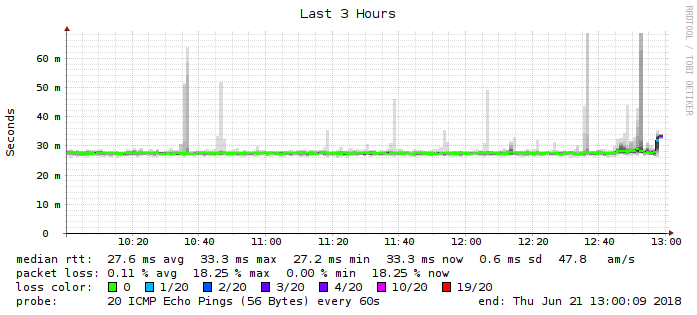 Last 3 Hours
RRDTOOL / TOBI OETIKER
Seconds
60 m
50 m
40 m
30 m
20 m
10 m
0
10:20 10:40 11:00 11:20 11:40 12:00 12:20 12:40 13:00
median rtt: 27.6 ms avg 33.3 ms max 27.2 ms min 33.3 ms now 0.6 ms sd 47.8 am/s
packet loss: 0.11 % avg 18.25 % max 0.00 % min 18.25 % now
loss color: 0 1/20 2/20 3/20 4/20 10/20 19/20
probe: 20 ICMP Echo Pings (56 Bytes) every 60s end: Thu Jun 21 13:00:09 2018